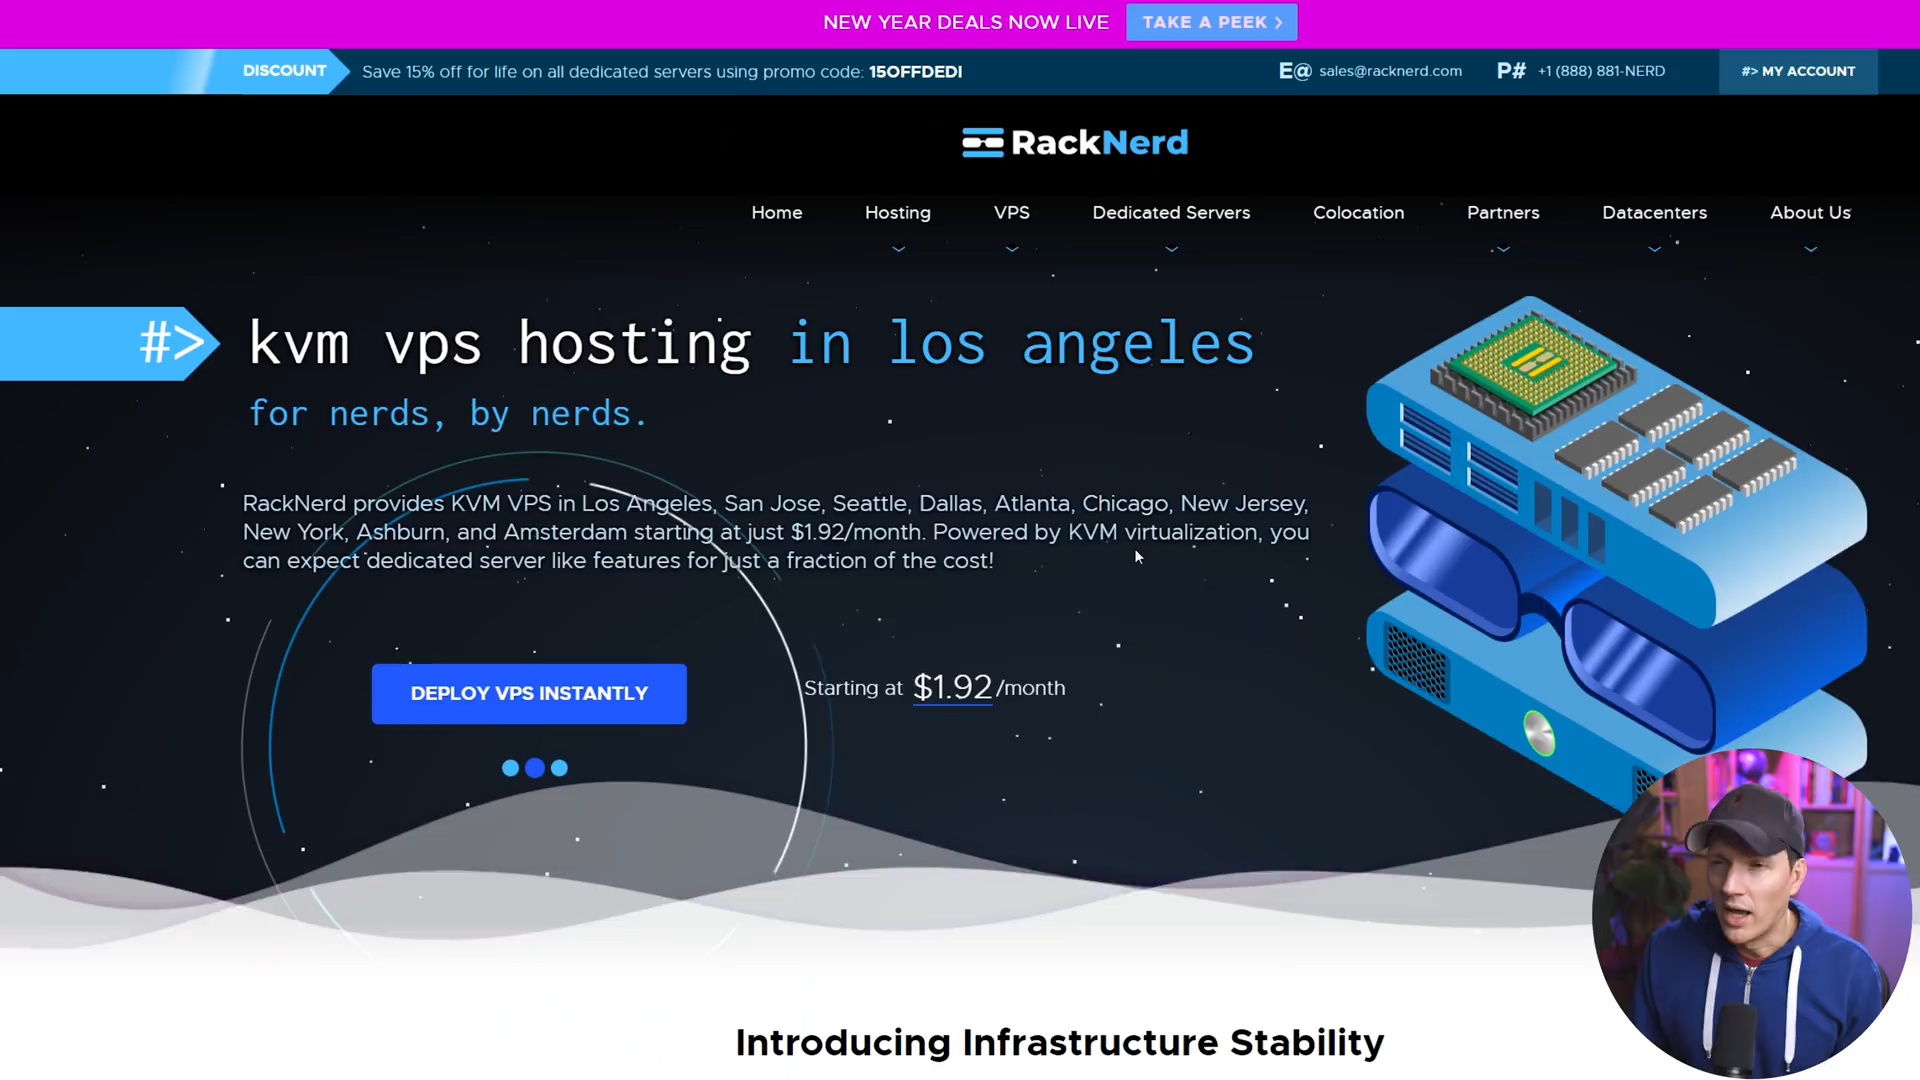 NEW YEAR DEALS NOW LIVE
TAKE A PEEK >
DISCOUNT
Save 15% off for life on all dedicated servers using promo code: 15OFFDEDI
E@ sales@racknerd.com
P# +1 (888) 881-NERD
#> MY ACCOUNT
RackNerd
Home
Hosting
VPS
Dedicated Servers
Colocation
Partners
Datacenters
About Us
#> kvm vps hosting in los angeles
for nerds, by nerds.
RackNerd provides KVM VPS in Los Angeles, San Jose, Seattle, Dallas, Atlanta, Chicago, New Jersey,
New York, Ashburn, and Amsterdam starting at just $1.92/month. Powered by KVM virtualization, you
can expect dedicated server like features for just a fraction of the cost!
DEPLOY VPS INSTANTLY
Starting at $1.92/month
Introducing Infrastructure Stability